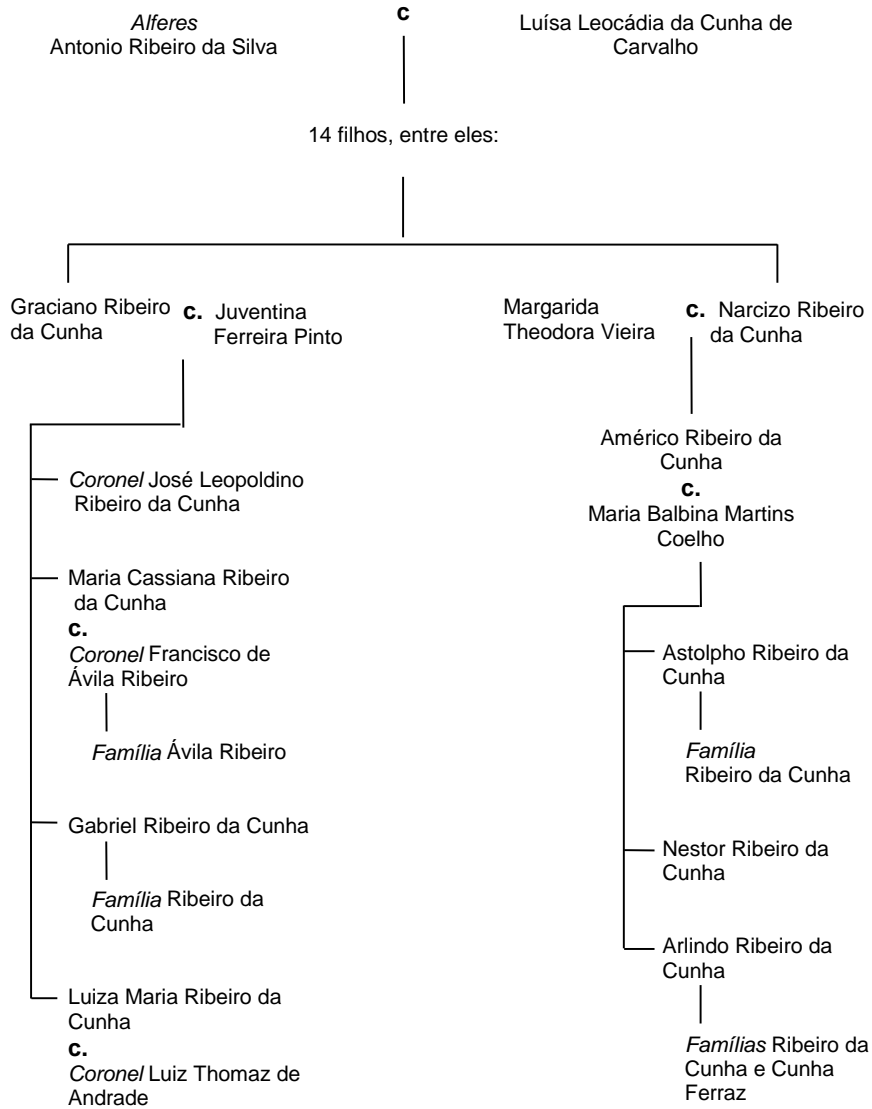 Alferes
Antonio Ribeiro da Silva
c
Luísa Leocádia da Cunha de
Carvalho
14 filhos, entre eles:
Graciano Ribeiro
da Cunha
c. Juventina
Ferreira Pinto
Margarida
Theodora Vieira
c. Narcizo Ribeiro
da Cunha
Coronel José Leopoldino
Ribeiro da Cunha
Maria Cassiana Ribeiro
da Cunha
c.
Coronel Francisco de
Ávila Ribeiro
Família Ávila Ribeiro
Gabriel Ribeiro da Cunha
Família Ribeiro da
Cunha
Luiza Maria Ribeiro da
Cunha
c.
Coronel Luiz Thomaz de
Andrade
Américo Ribeiro da
Cunha
c.
Maria Balbina Martins
Coelho
Astolpho Ribeiro da
Cunha
Família
Ribeiro da Cunha
Nestor Ribeiro da
Cunha
Arlindo Ribeiro da
Cunha
Famílias Ribeiro da
Cunha e Cunha
Ferraz